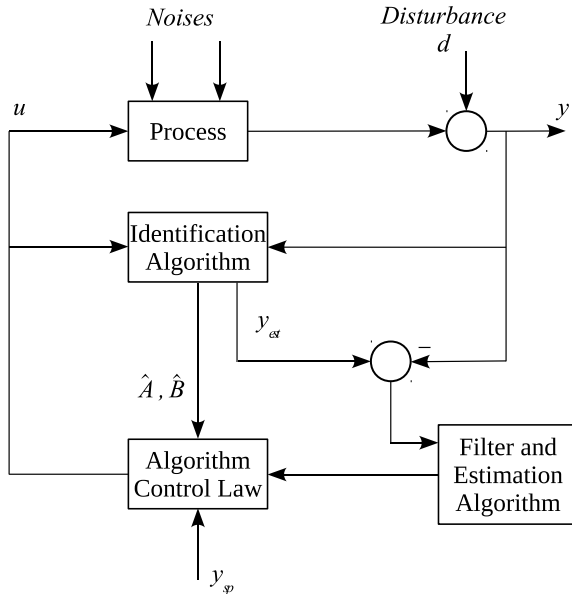 Noises
Disturbance
d
u
y
Process
Identification
Algorithm
y_est
−
Â , B̂
Algorithm
Control Law
Filter and
Estimation
Algorithm
y_sp